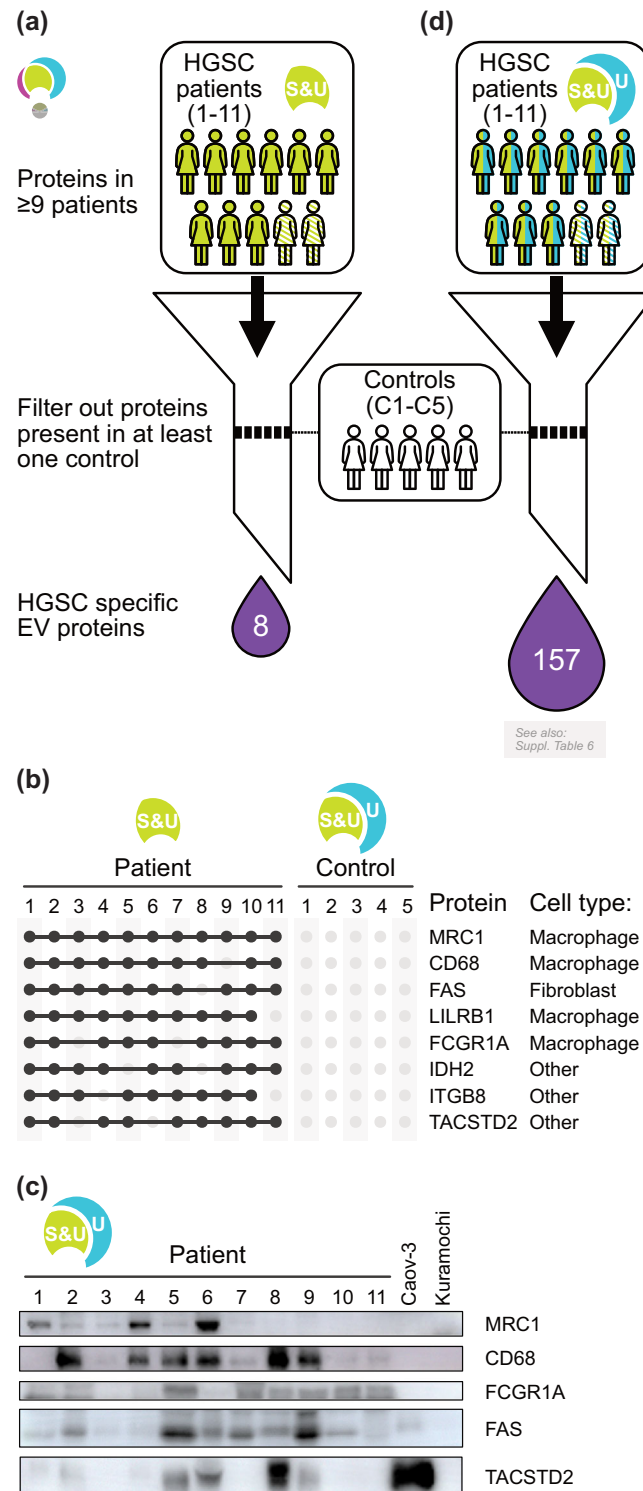 (a)
(d)
HGSC
patients
(1-11)
S&U
HGSC
patients
(1-11)
S&U U
Proteins in
≥9 patients
Filter out proteins
present in at least
one control
Controls
(C1-C5)
HGSC specific
EV proteins
8
157
See also:
Suppl. Table 6
(b)
S&U
S&U U
Patient
Control
1 2 3 4 5 6 7 8 9 10 11 1 2 3 4 5 Protein Cell type:
MRC1 Macrophage
CD68 Macrophage
FAS Fibroblast
LILRB1 Macrophage
FCGR1A Macrophage
IDH2 Other
ITGB8 Other
TACSTD2 Other
(c)
S&U U
Patient
1 2 3 4 5 6 7 8 9 10 11 Caov-3 Kuramochi
MRC1
CD68
FCGR1A
FAS
TACSTD2